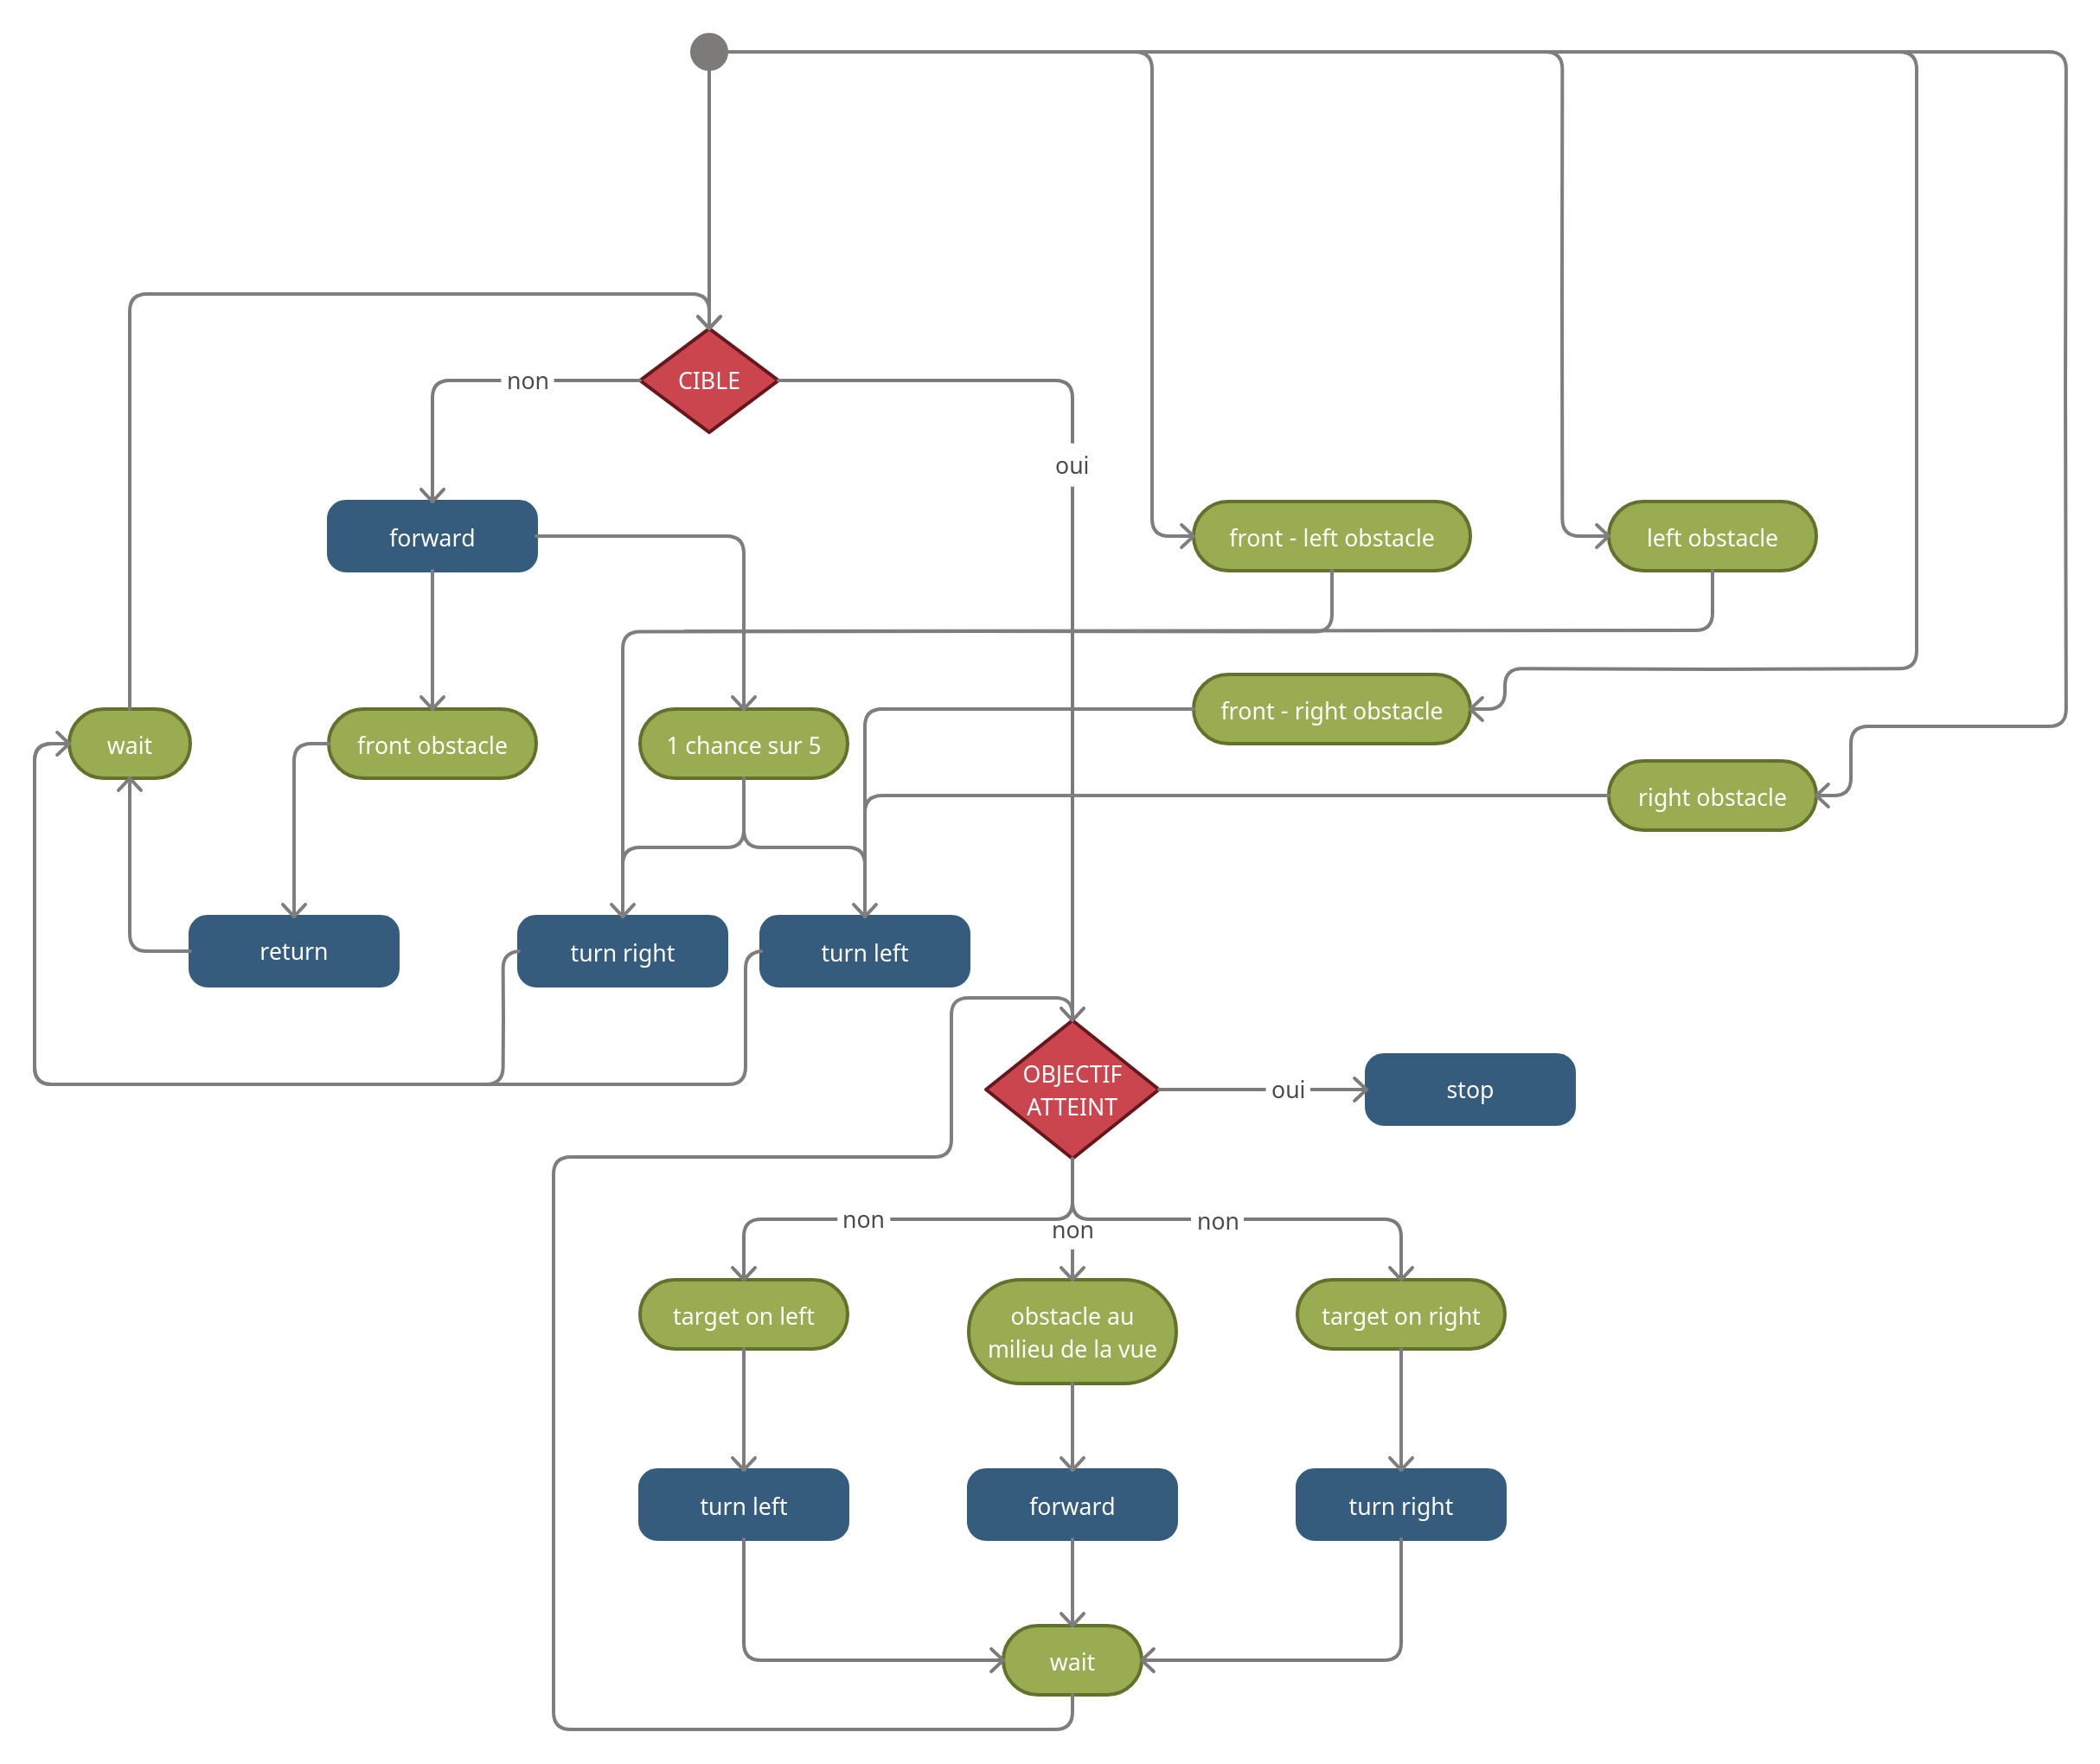 CIBLE
non
oui
forward
front - left obstacle
left obstacle
wait
front obstacle
1 chance sur 5
front - right obstacle
right obstacle
return
turn right
turn left
OBJECTIF
ATTEINT
oui
stop
non
non
non
target on left
obstacle au
milieu de la vue
target on right
turn left
forward
turn right
wait